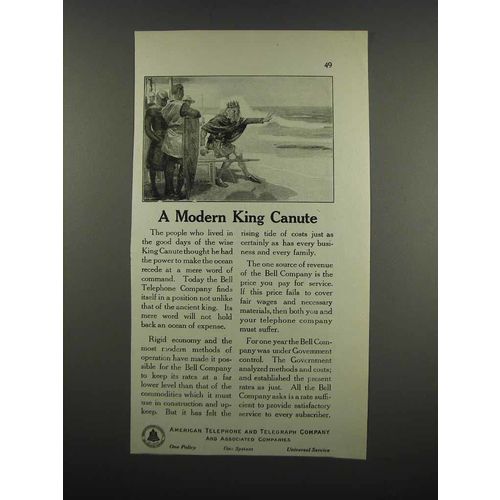 49
A Modern King Canute
The people who lived in
the good days of the wise
King Canute thought he had
the power to make the ocean
recede at a mere word of
command. Today the Bell
Telephone Company finds
itself in a position not unlike
that of the ancient king. Its
mere word will not hold
back an ocean of expense.
Rigid economy and the
most modern methods of
operation have made it pos-
sible for the Bell Company
to keep its rates at a far
lower level than that of the
commodities which it must
use in construction and up-
keep. But it has felt the
rising tide of costs just as
certainly as has every busi-
ness and every family.
The one source of revenue
of the Bell Company is the
price you pay for service.
If this price fails to cover
fair wages and necessary
materials, then both you and
your telephone company
must suffer.
For one year the Bell Com-
pany was under Government
control. The Government
analyzed methods and costs;
and established the present
rates as just. All the Bell
Company asks is a rate suffi-
cient to provide satisfactory
service to every subscriber.
American Telephone and Telegraph Company
And Associated Companies
One Policy One System Universal Service